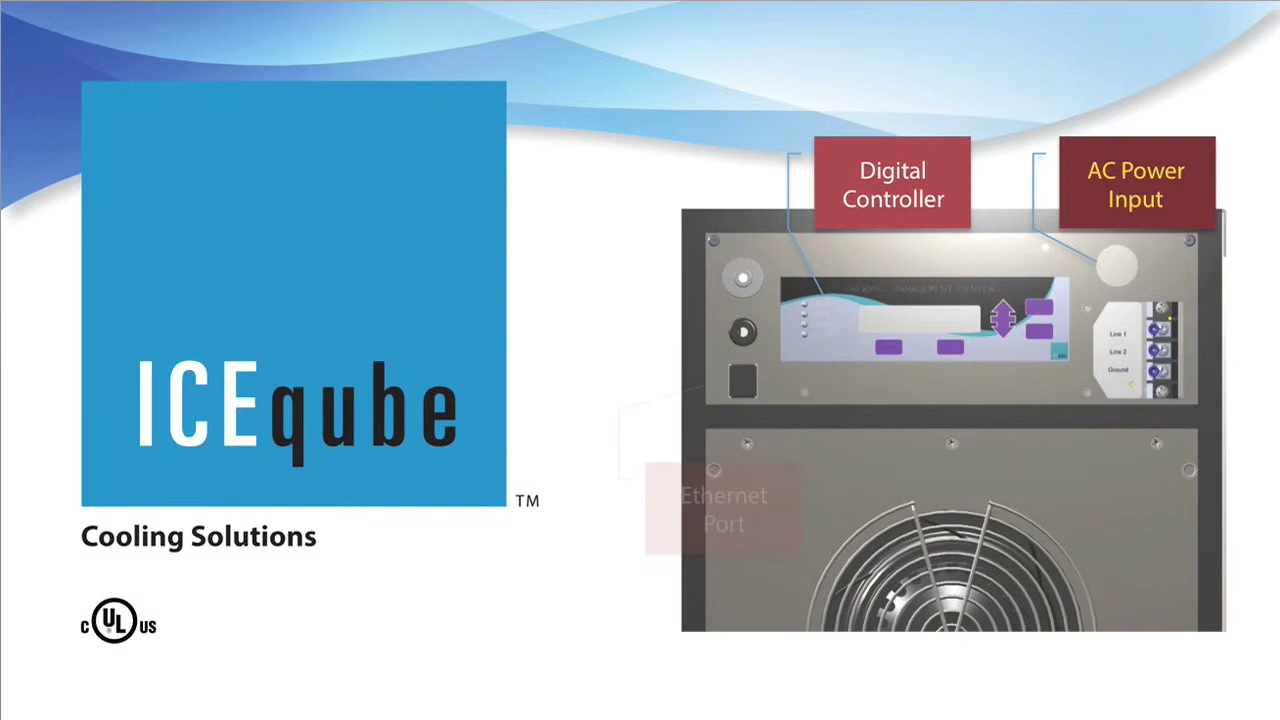 Digital
Controller
AC Power
Input
Line 1
Line 2
Ground
ICEqube
TM
Cooling Solutions
Ethernet
Port
c UL US